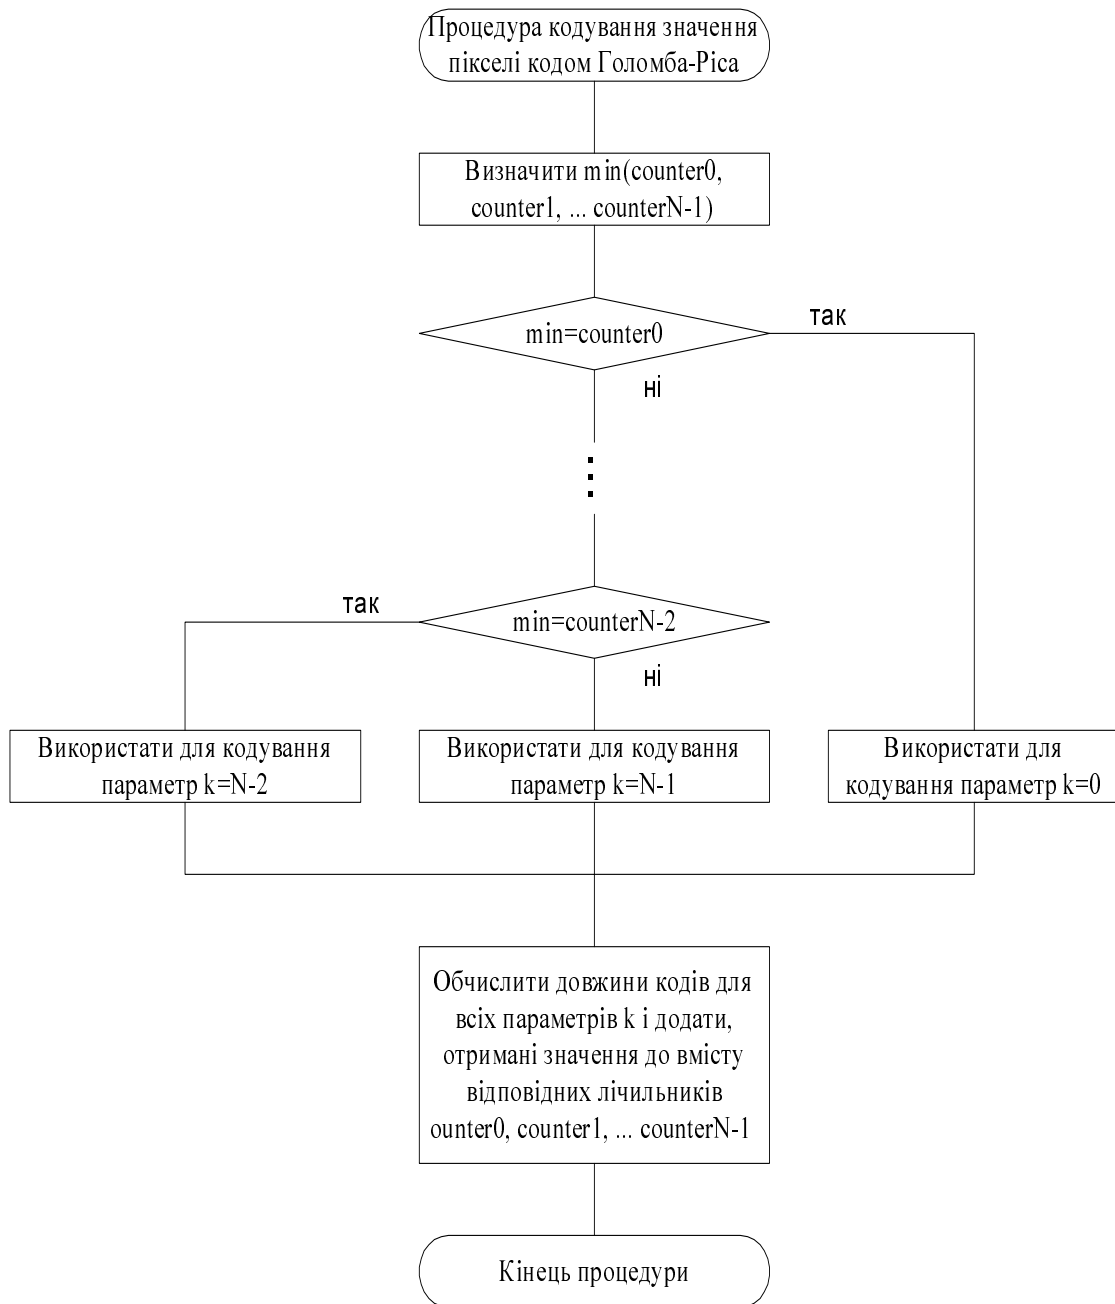 Процедура кодування значення
пікселі кодом Голомба-Ріса
Визначити min(counter0,
counter1, ... counterN-1)
min=counter0
так
ні
min=counterN-2
так
ні
Використати для кодування
параметр k=N-2
Використати для кодування
параметр k=N-1
Використати для
кодування параметр k=0
Обчислити довжини кодів для
всіх параметрів k і додати,
отримані значення до вмісту
відповідних лічильників
ounter0, counter1, ... counterN-1
Кінець процедури